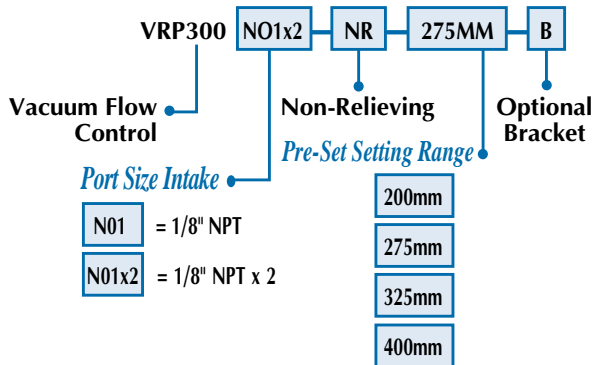 VRP300 NO1x2 NR 275MM B
Vacuum Flow Control
Non-Relieving
Optional Bracket
Pre-Set Setting Range
Port Size Intake
N01 = 1/8" NPT
N01x2 = 1/8" NPT x 2
200mm
275mm
325mm
400mm